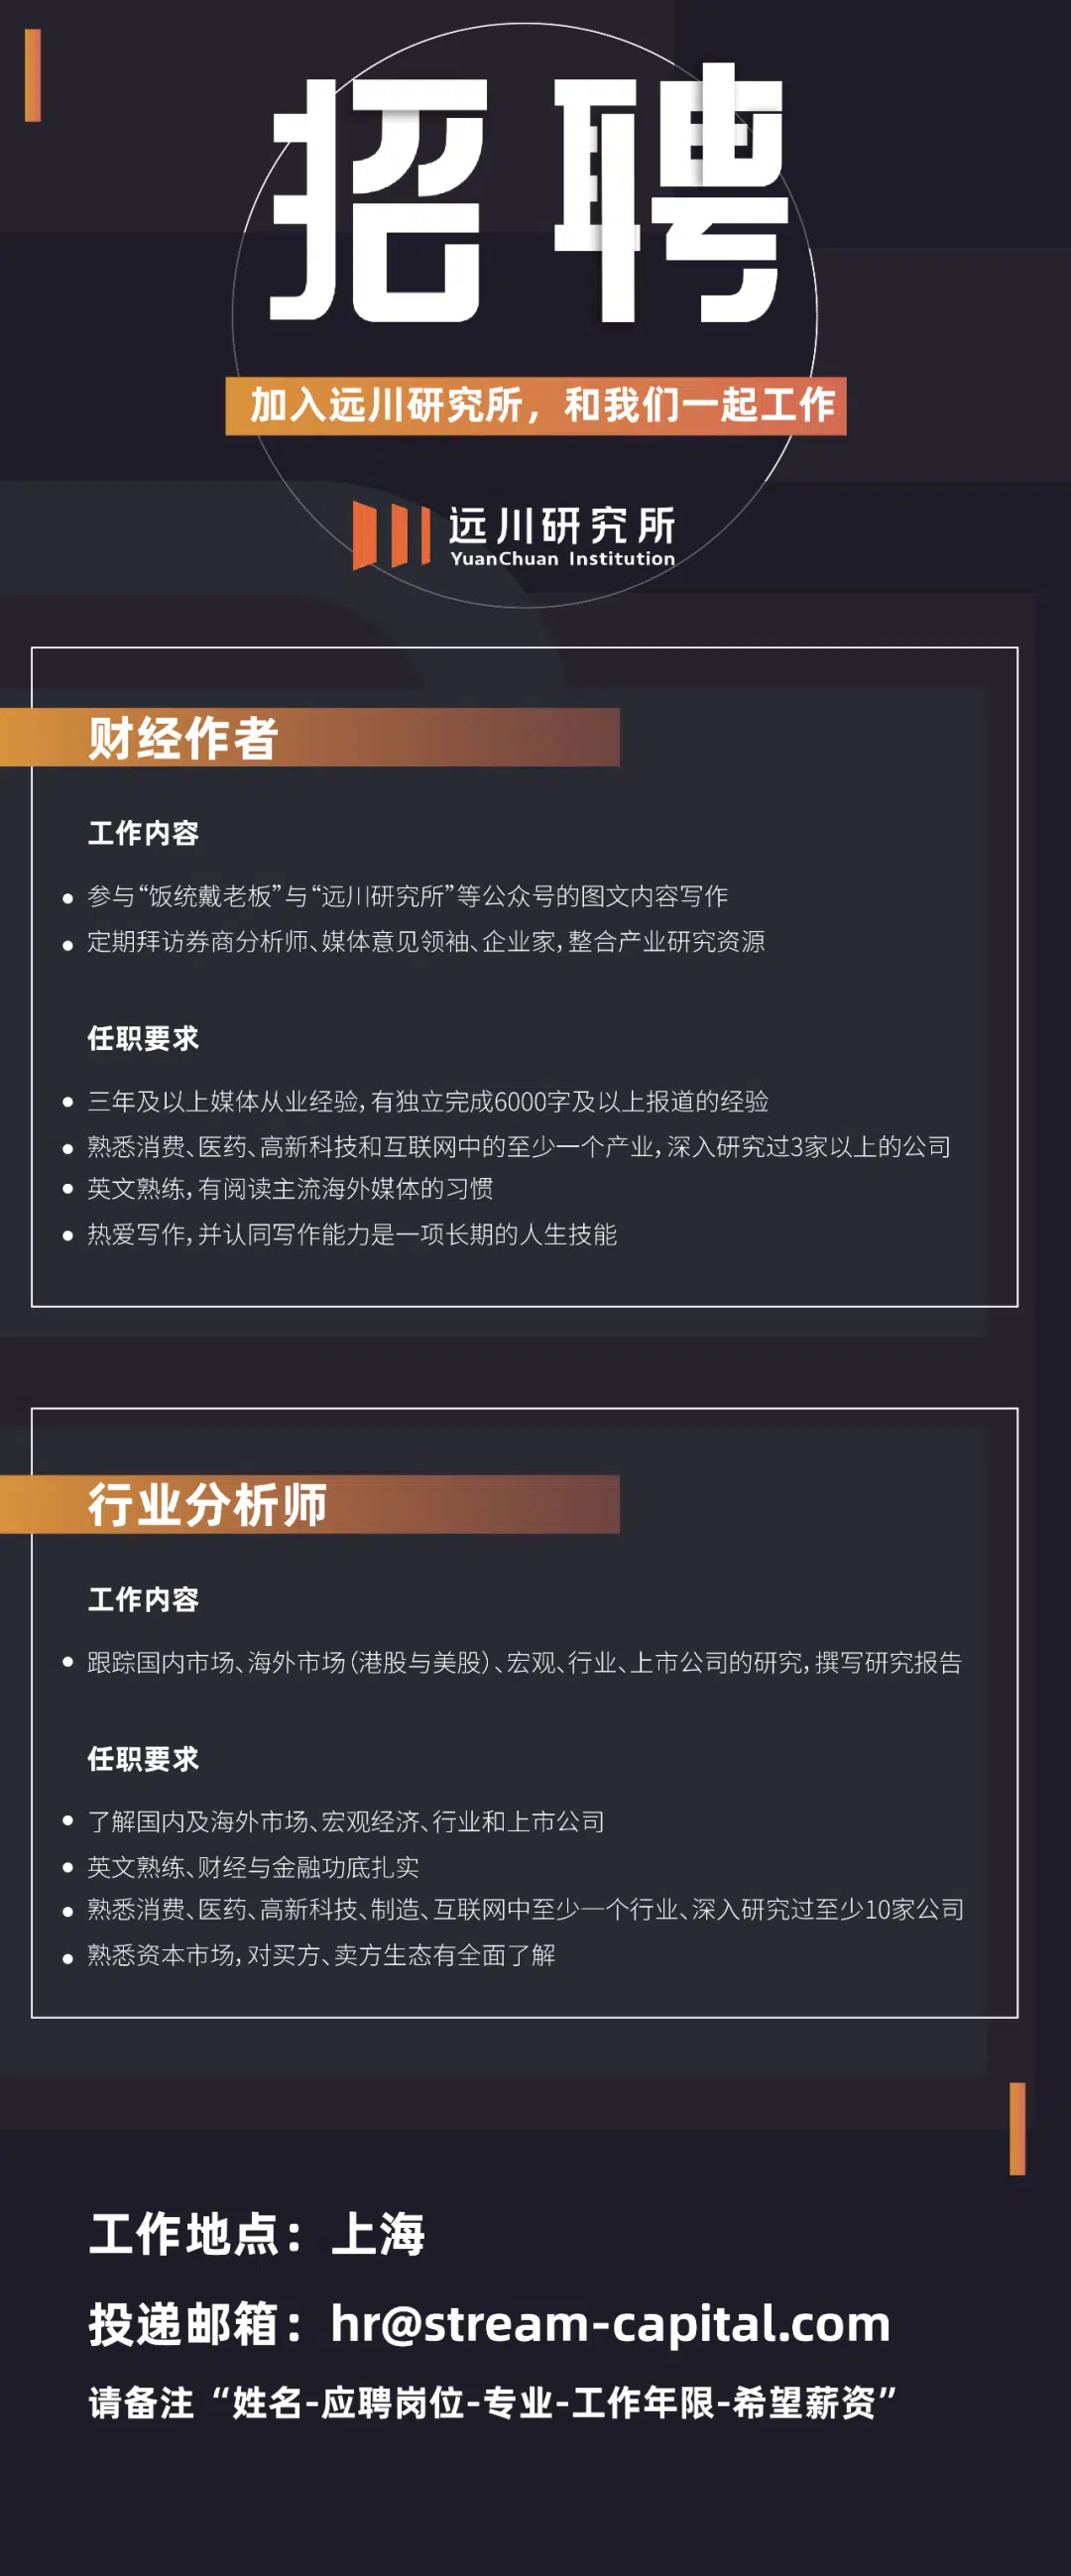 招聘
加入远川研究所，和我们一起工作
远川研究所
YuanChuan Institution
财经作者
工作内容
参与“饭统戴老板”与“远川研究所”等公众号的图文内容写作
定期拜访券商分析师、媒体意见领袖、企业家，整合产业研究资源
任职要求
三年及以上媒体从业经验，有独立完成6000字及以上报道的经验
熟悉消费、医药、高新科技和互联网中的至少一个产业，深入研究过3家以上的公司
英文熟练，有阅读主流海外媒体的习惯
热爱写作，并认同写作能力是一项长期的人生技能
行业分析师
工作内容
跟踪国内市场、海外市场（港股与美股）、宏观、行业、上市公司的研究，撰写研究报告
任职要求
了解国内及海外市场、宏观经济、行业和上市公司
英文熟练、财经与金融功底扎实
熟悉消费、医药、高新科技、制造、互联网中至少一个行业、深入研究过至少10家公司
熟悉资本市场，对买方、卖方生态有全面了解
工作地点：上海
投递邮箱：hr@stream-capital.com
请备注“姓名-应聘岗位-专业-工作年限-希望薪资”